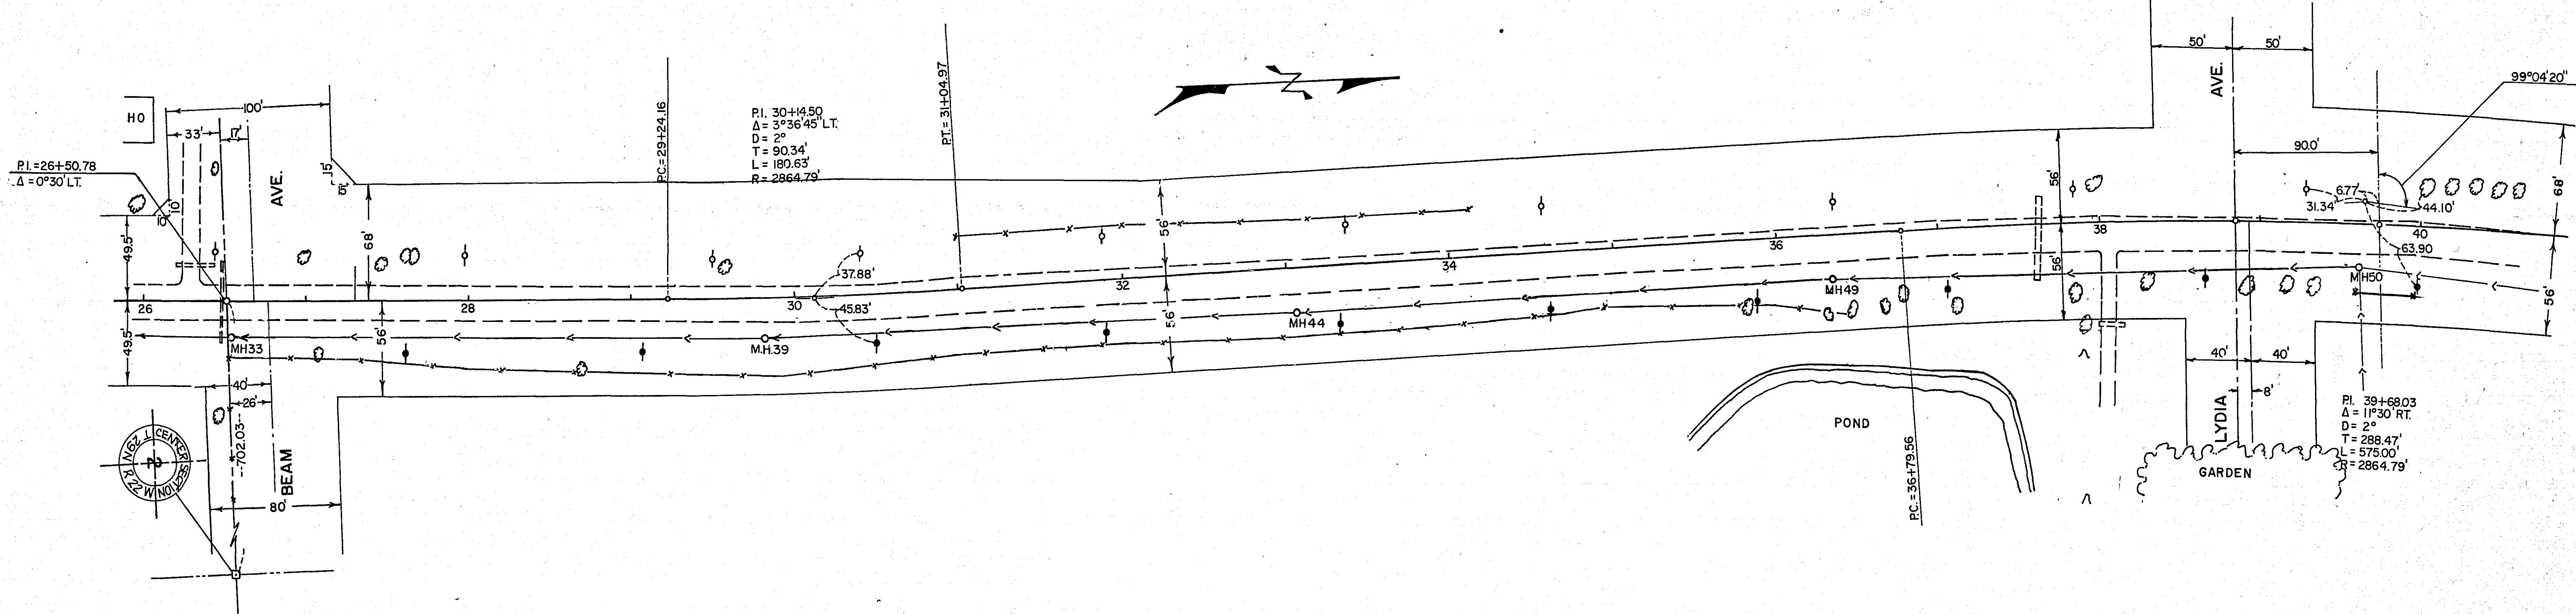 HO
100'
33'
17'
P.I.=26+50.78
Δ = 0°30' LT.
15'
15'
AVE.
10'
10'
49.5'
49.5'
68'
56'
P.C.=29+24.16
P.I. 30+14.50
Δ = 3°36'45" LT.
D = 2°
T = 90.34'
L = 180.63'
R = 2864.79'
P.T.=31+04.97
Z
50'
50'
AVE.
99°04'20"
90.0'
68'
56'
56'
6.77'
31.34'
44.10'
63.90
56'
56'
56'
37.88'
45.83'
26
28
30
32
34
36
38
40
MH33
M.H.39
MH44
MH49
MH50
40'
26'
702.03
BEAM
80'
CENTER SECTION
2
T 29N R 22 W
POND
P.C.=36+79.56
40'
40'
8'
LYDIA
GARDEN
P.I. 39+68.03
Δ = 11°30' RT.
D = 2°
T = 288.47'
L = 575.00'
R = 2864.79'